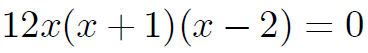 12x(x + 1)(x − 2) = 0